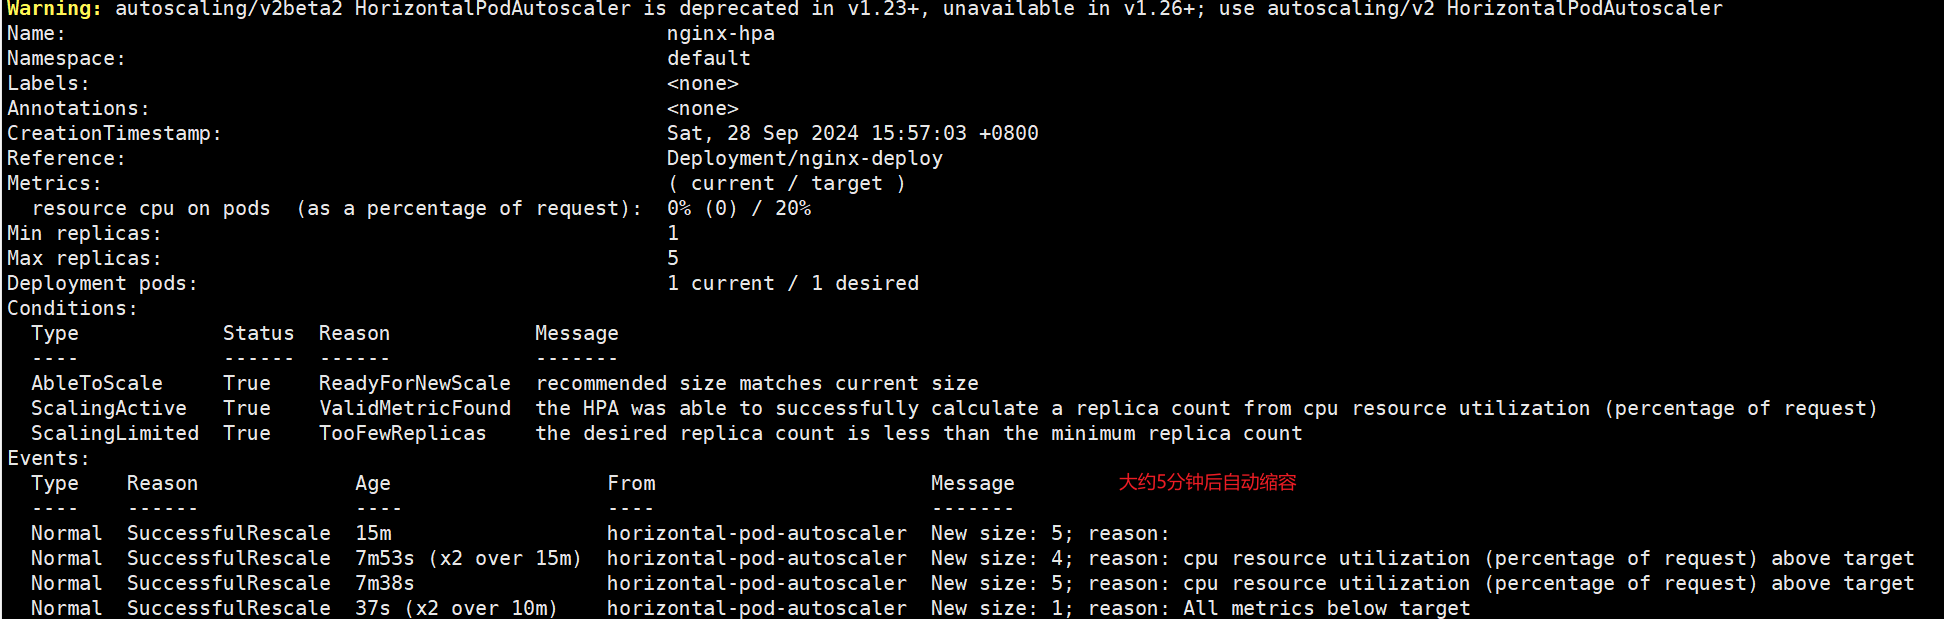 Warning: autoscaling/v2beta2 HorizontalPodAutoscaler is deprecated in v1.23+, unavailable in v1.26+; use autoscaling/v2 HorizontalPodAutoscaler
Name:                                                  nginx-hpa
Namespace:                                             default
Labels:                                                <none>
Annotations:                                           <none>
CreationTimestamp:                                     Sat, 28 Sep 2024 15:57:03 +0800
Reference:                                             Deployment/nginx-deploy
Metrics:                                               ( current / target )
  resource cpu on pods  (as a percentage of request):  0% (0) / 20%
Min replicas:                                          1
Max replicas:                                          5
Deployment pods:                                       1 current / 1 desired
Conditions:
  Type            Status  Reason            Message
  ----            ------  ------            -------
  AbleToScale     True    ReadyForNewScale  recommended size matches current size
  ScalingActive   True    ValidMetricFound  the HPA was able to successfully calculate a replica count from cpu resource utilization (percentage of request)
  ScalingLimited  True    TooFewReplicas    the desired replica count is less than the minimum replica count
Events:
  Type    Reason             Age                  From                       Message 大约5分钟后自动缩容
  ----    ------             ----                 ----                       -------
  Normal  SuccessfulRescale  15m                  horizontal-pod-autoscaler  New size: 5; reason:
  Normal  SuccessfulRescale  7m53s (x2 over 15m)  horizontal-pod-autoscaler  New size: 4; reason: cpu resource utilization (percentage of request) above target
  Normal  SuccessfulRescale  7m38s                horizontal-pod-autoscaler  New size: 5; reason: cpu resource utilization (percentage of request) above target
  Normal  SuccessfulRescale  37s (x2 over 10m)    horizontal-pod-autoscaler  New size: 1; reason: All metrics below target